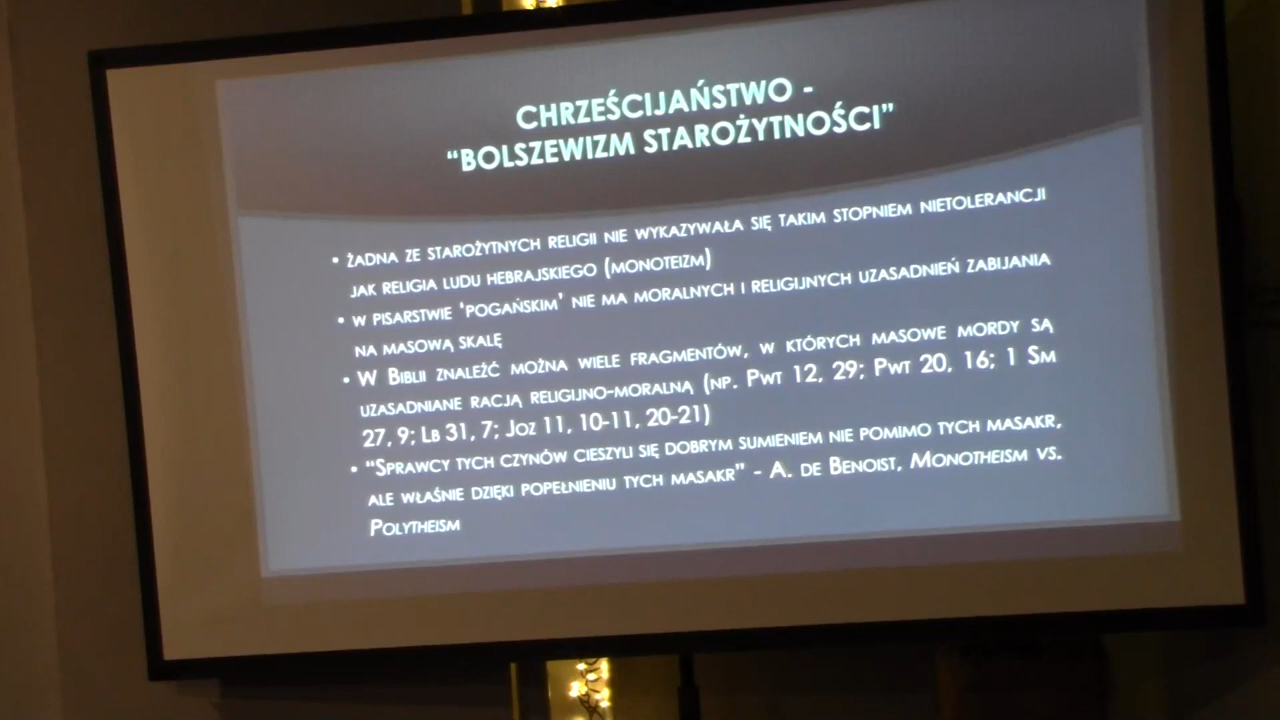 CHRZEŚCIJAŃSTWO -
“BOLSZEWIZM STAROŻYTNOŚCI”
• ŻADNA ZE STAROŻYTNYCH RELIGII NIE WYKAZYWAŁA SIĘ TAKIM STOPNIEM NIETOLERANCJI
JAK RELIGIA LUDU HEBRAJSKIEGO (MONOTEIZM)
• W PISARSTWIE ‘POGAŃSKIM’ NIE MA MORALNYCH I RELIGIJNYCH UZASADNIEŃ ZABIJANIA
NA MASOWĄ SKALĘ
• W BIBLII ZNALEŹĆ MOŻNA WIELE FRAGMENTÓW, W KTÓRYCH MASOWE MORDY SĄ
UZASADNIANE RACJĄ RELIGIJNO-MORALNĄ (NP. PWT 12, 29; PWT 20, 16; 1 SM
27, 9; LB 31, 7; JOZ 11, 10-11, 20-21)
• “SPRAWCY TYCH CZYNÓW CIESZYLI SIĘ DOBRYM SUMIENIEM NIE POMIMO TYCH MASAKR,
ALE WŁAŚNIE DZIĘKI POPEŁNIENIU TYCH MASAKR” - A. DE BENOIST, MONOTHEISM VS.
POLYTHEISM